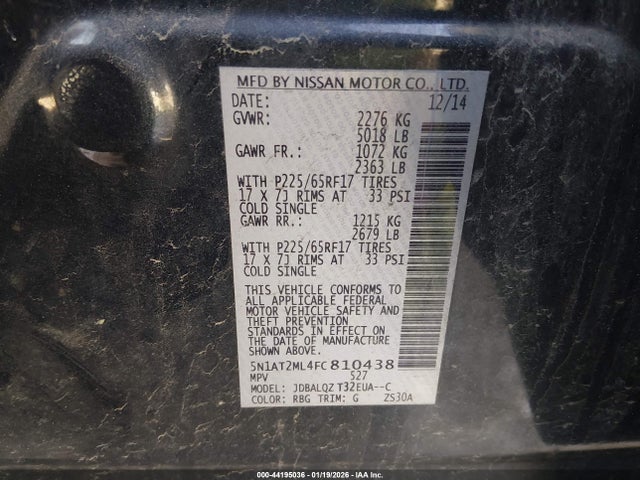 MFD BY NISSAN MOTOR CO., LTD.
DATE: 12/14
GVWR: 2276 KG
5018 LB
GAWR FR.: 1072 KG
2363 LB
WITH P225/65RF17 TIRES
17 X 7J RIMS AT 33 PSI
COLD SINGLE
GAWR RR.: 1215 KG
2679 LB
WITH P225/65RF17 TIRES
17 X 7J RIMS AT 33 PSI
COLD SINGLE
THIS VEHICLE CONFORMS TO
ALL APPLICABLE FEDERAL
MOTOR VEHICLE SAFETY AND
THEFT PREVENTION
STANDARDS IN EFFECT ON
THE DATE OF MANUFACTURE
SHOWN ABOVE.
5N1AT2ML4FC810438
MPV 527
MODEL: JDBALQZ T32EUA--C
COLOR: RBG TRIM: G ZS30A
000-44195036 - 01/19/2026 - IAA Inc.